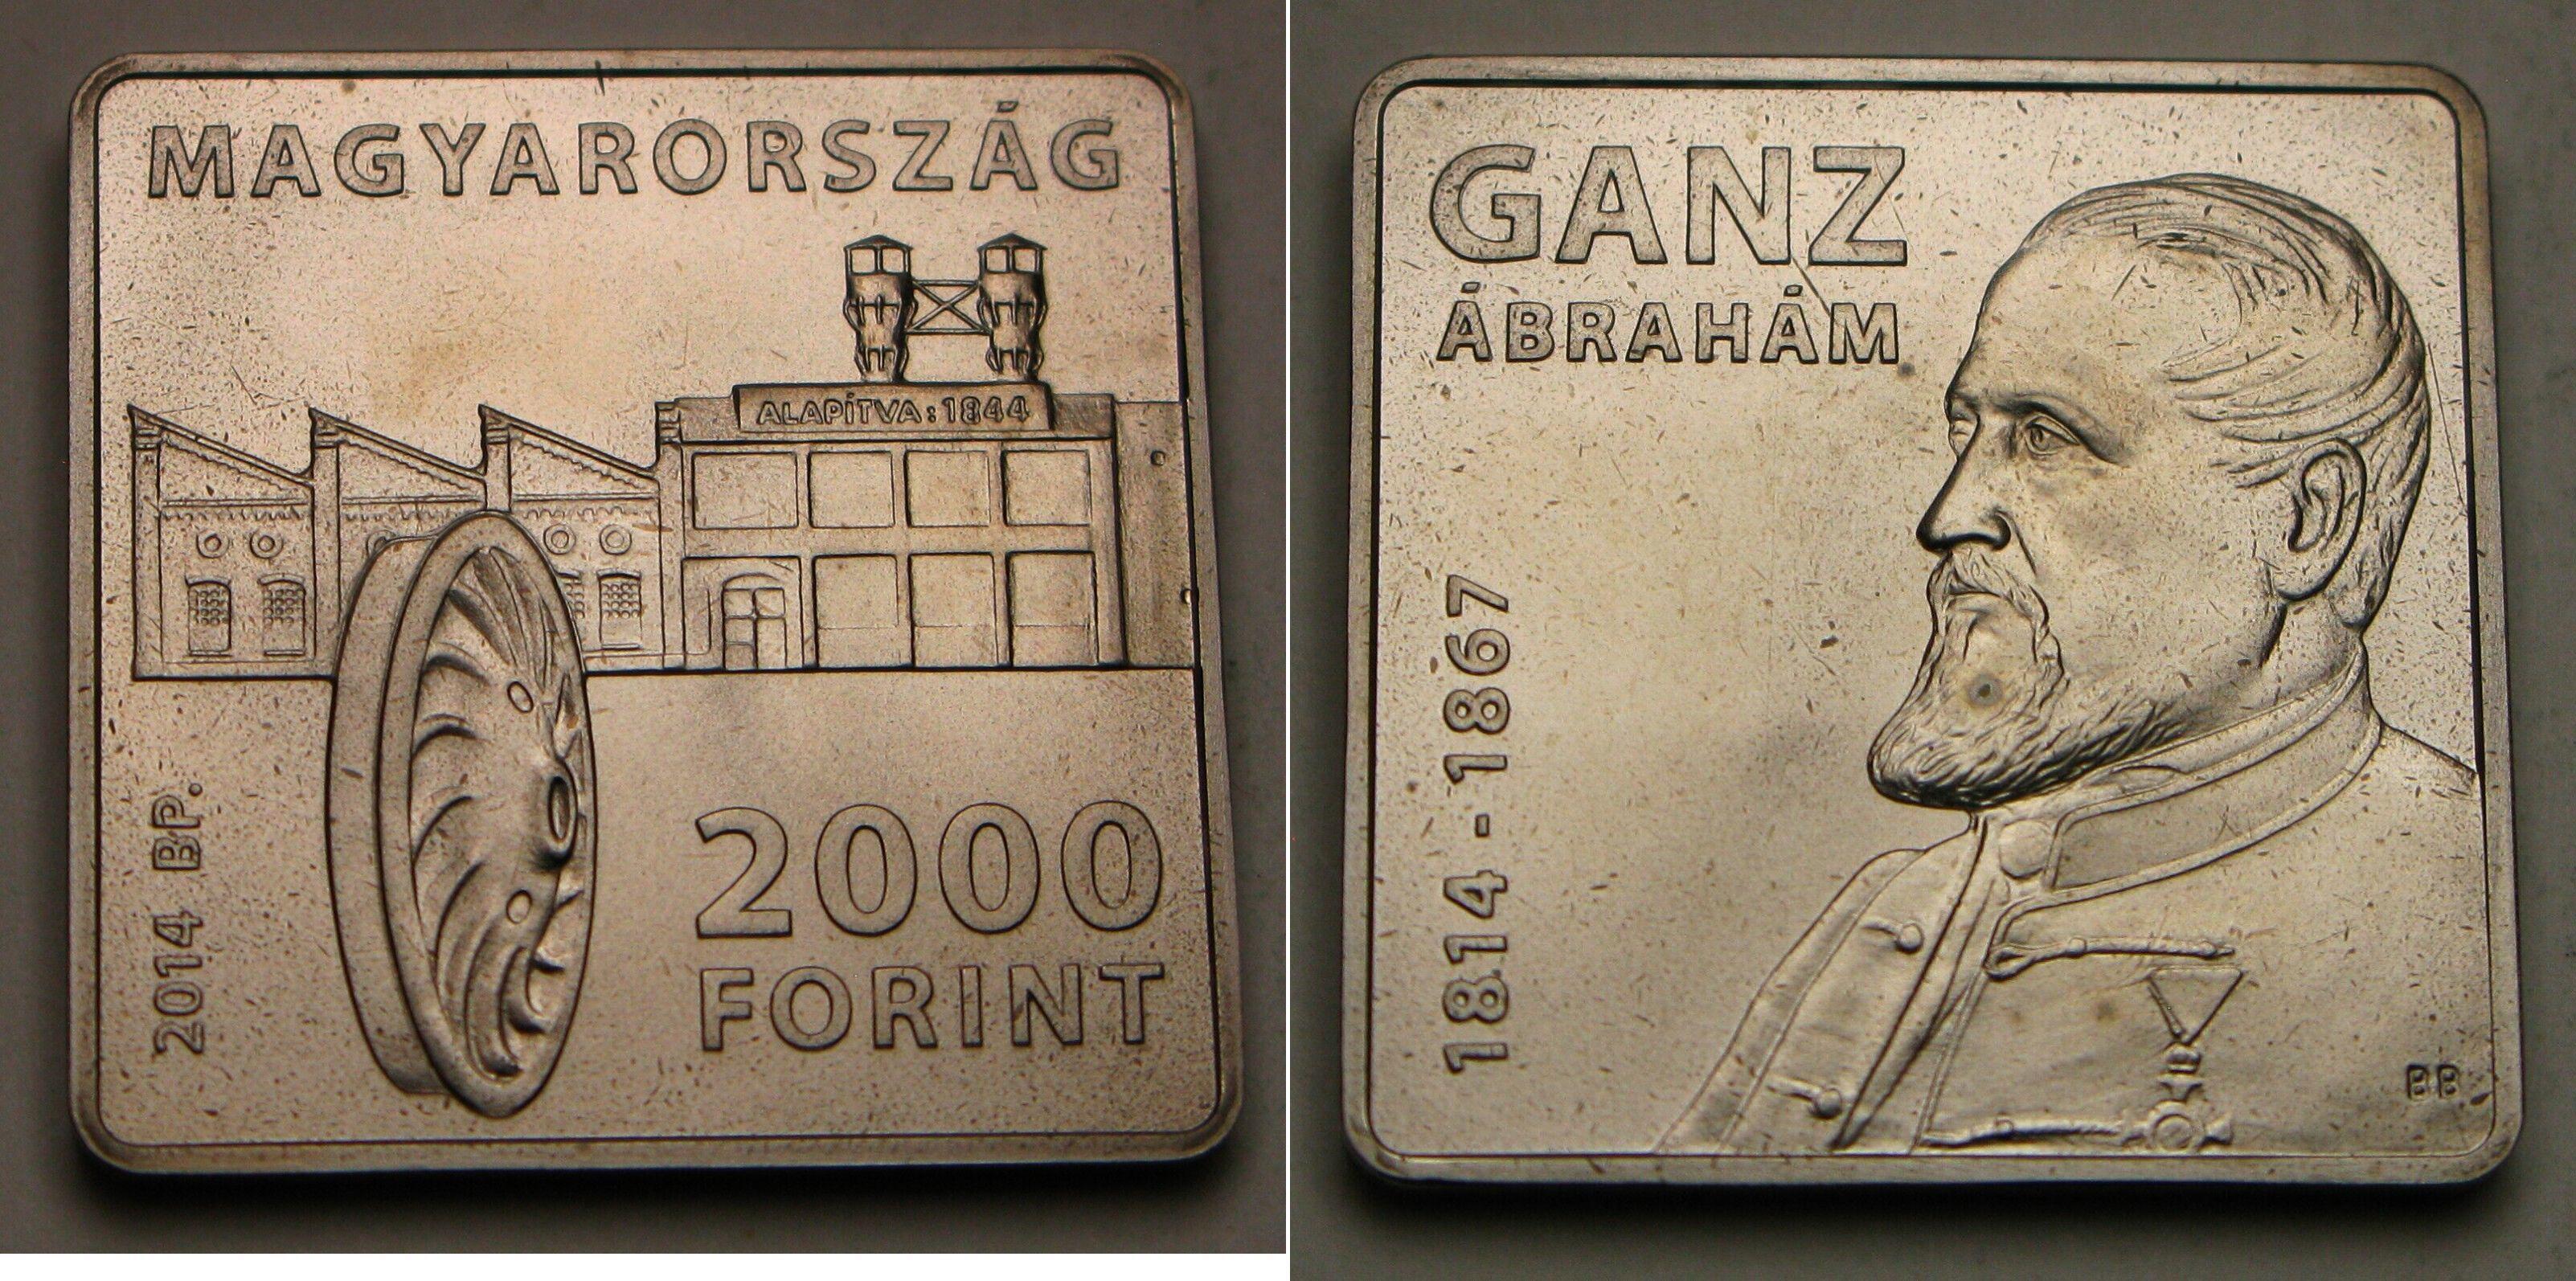 MAGYARORSZÁG
ALAPÍTVA: 1844
2014 BP.
2000
FORINT
GANZ
ÁBRAHÁM
1814 - 1867
BB